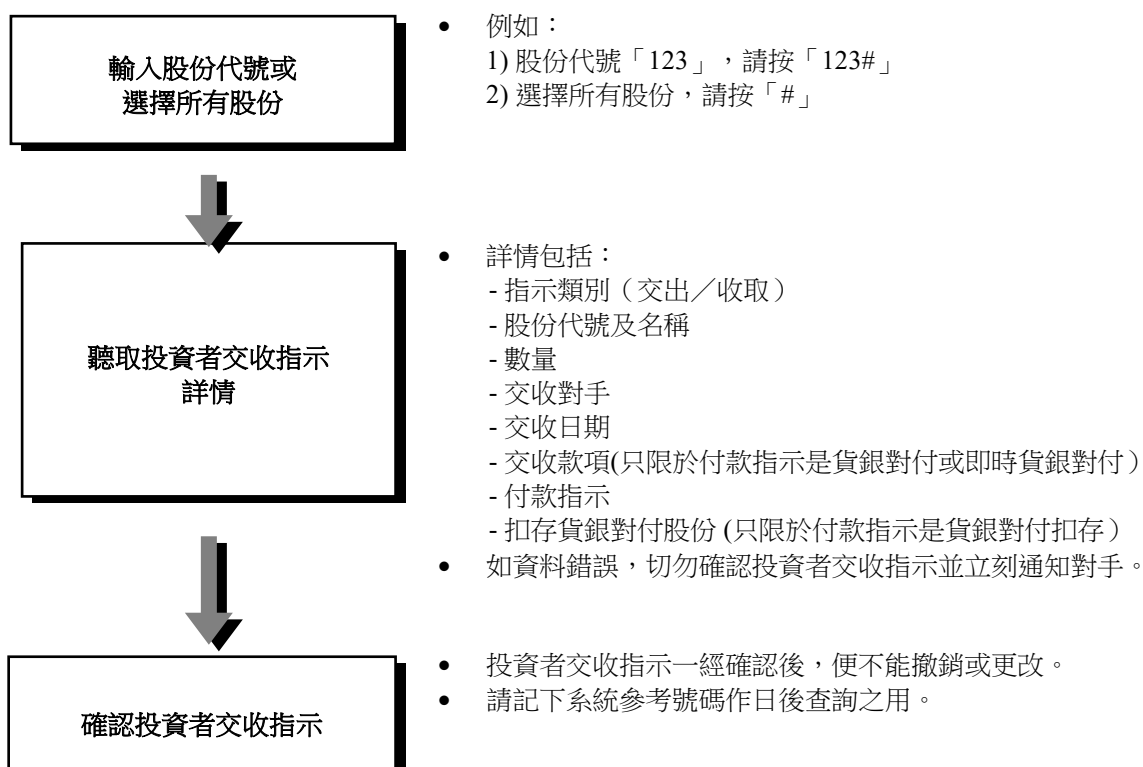 輸入股份代號或
選擇所有股份
• 例如：
1) 股份代號「123」，請按「123#」
2) 選擇所有股份，請按「#」
聽取投資者交收指示
詳情
• 詳情包括：
- 指示類別（交出／收取）
- 股份代號及名稱
- 數量
- 交收對手
- 交收日期
- 交收款項(只限於付款指示是貨銀對付或即時貨銀對付）
- 付款指示
- 扣存貨銀對付股份 (只限於付款指示是貨銀對付扣存）
• 如資料錯誤，切勿確認投資者交收指示並立刻通知對手。
確認投資者交收指示
• 投資者交收指示一經確認後，便不能撤銷或更改。
• 請記下系統參考號碼作日後查詢之用。